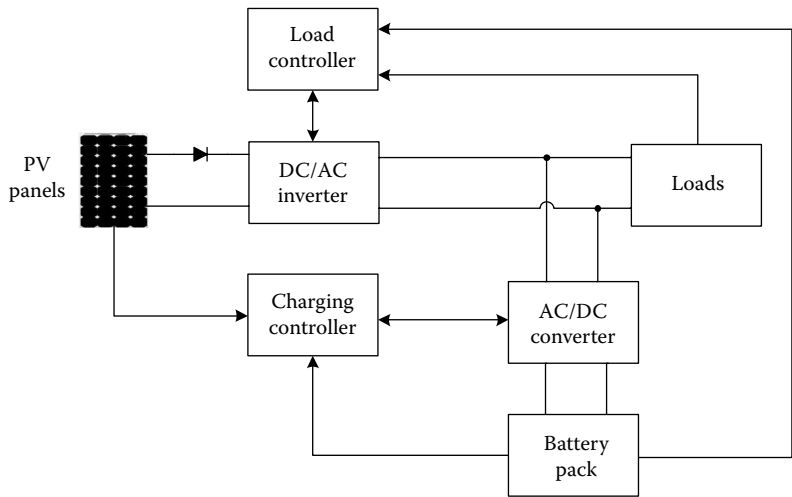 Load
controller
PV
panels
DC/AC
inverter
Loads
Charging
controller
AC/DC
converter
Battery
pack